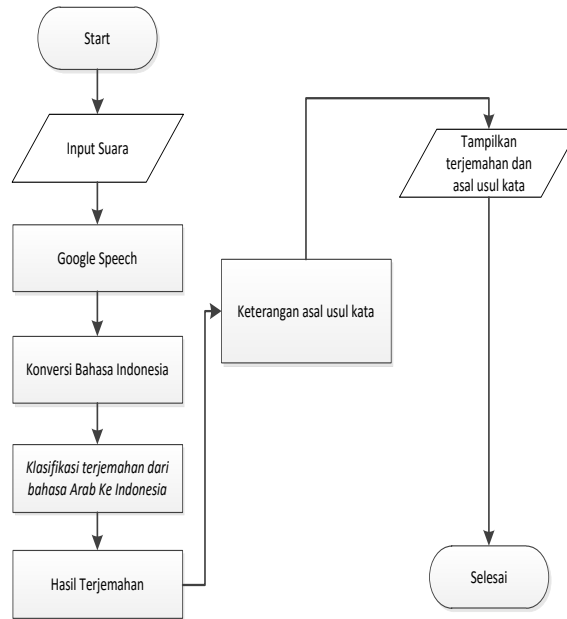 Start
Input Suara
Google Speech
Konversi Bahasa Indonesia
Klasifikasi terjemahan dari
bahasa Arab Ke Indonesia
Hasil Terjemahan
Keterangan asal usul kata
Tampilkan
terjemahan dan
asal usul kata
Selesai